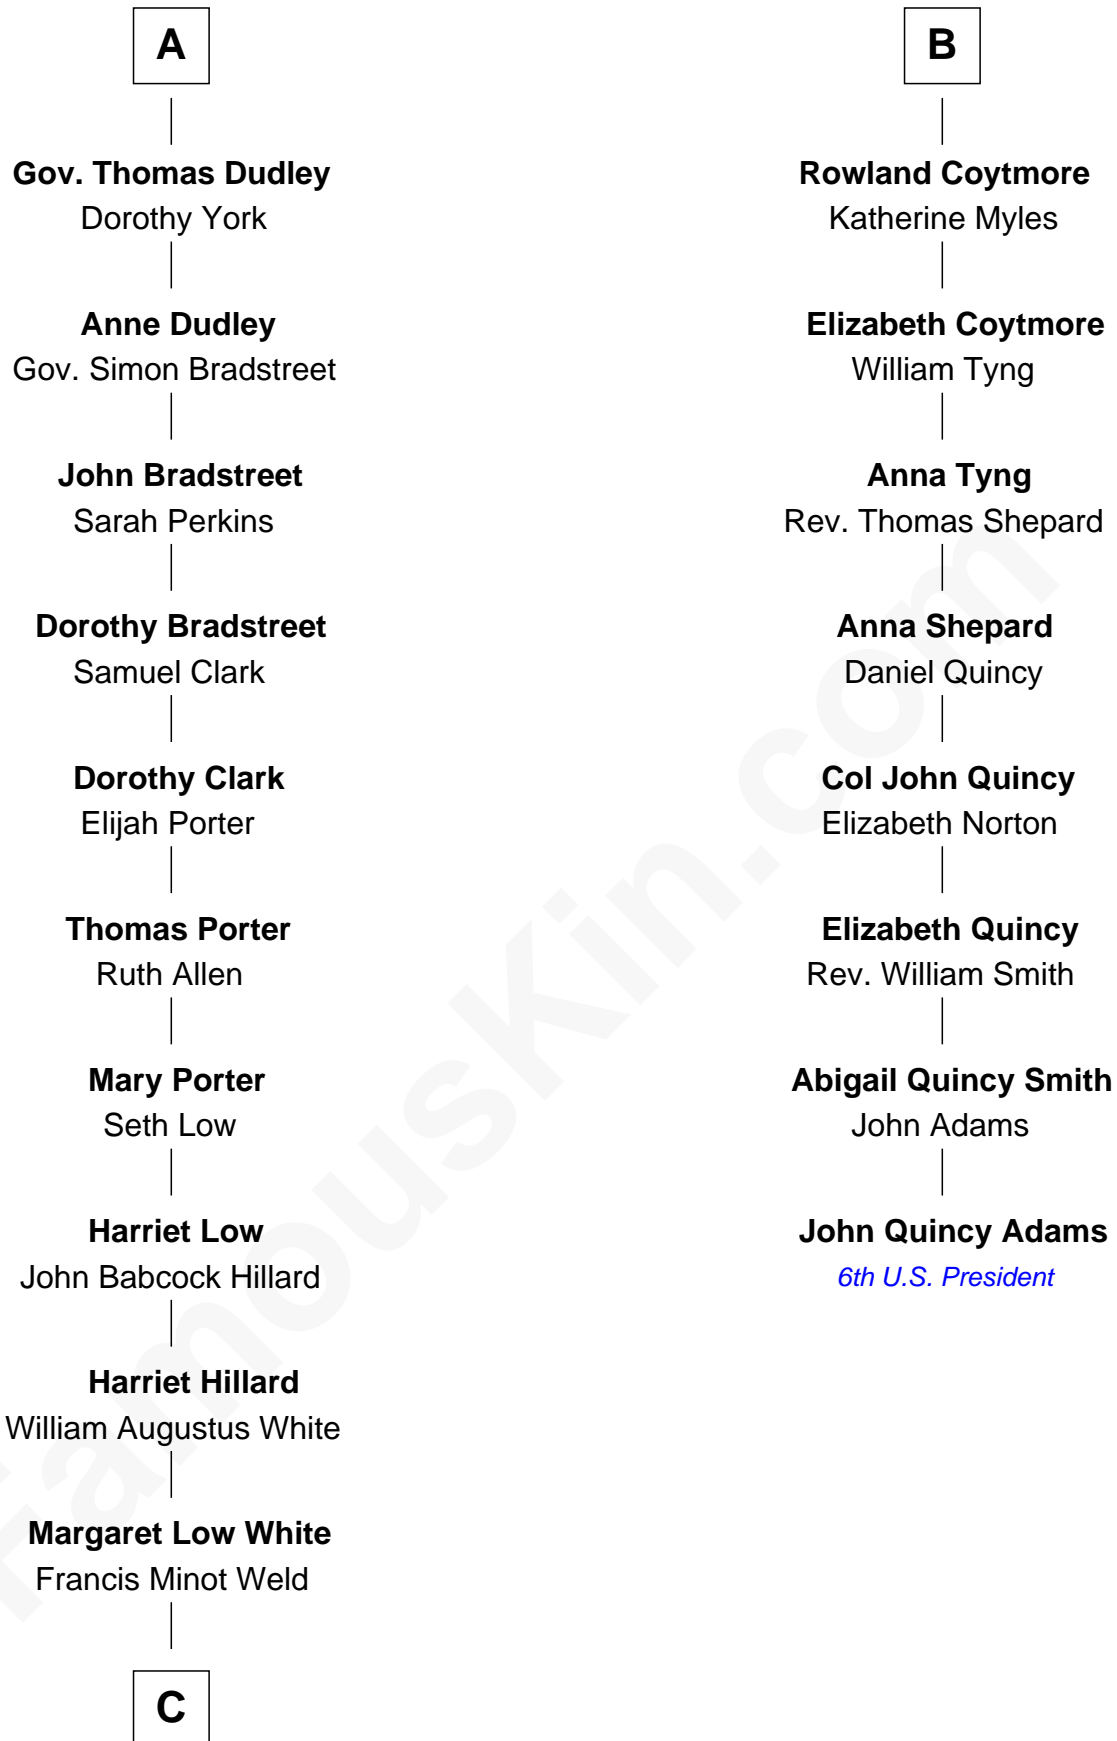 A
Gov. Thomas Dudley
Dorothy York
Anne Dudley
Gov. Simon Bradstreet
John Bradstreet
Sarah Perkins
Dorothy Bradstreet
Samuel Clark
Dorothy Clark
Elijah Porter
Thomas Porter
Ruth Allen
Mary Porter
Seth Low
Harriet Low
John Babcock Hillard
Harriet Hillard
William Augustus White
Margaret Low White
Francis Minot Weld
C
B
Rowland Coytmore
Katherine Myles
Elizabeth Coytmore
William Tyng
Anna Tyng
Rev. Thomas Shepard
Anna Shepard
Daniel Quincy
Col John Quincy
Elizabeth Norton
Elizabeth Quincy
Rev. William Smith
Abigail Quincy Smith
John Adams
John Quincy Adams
6th U.S. President
FamousKin.com